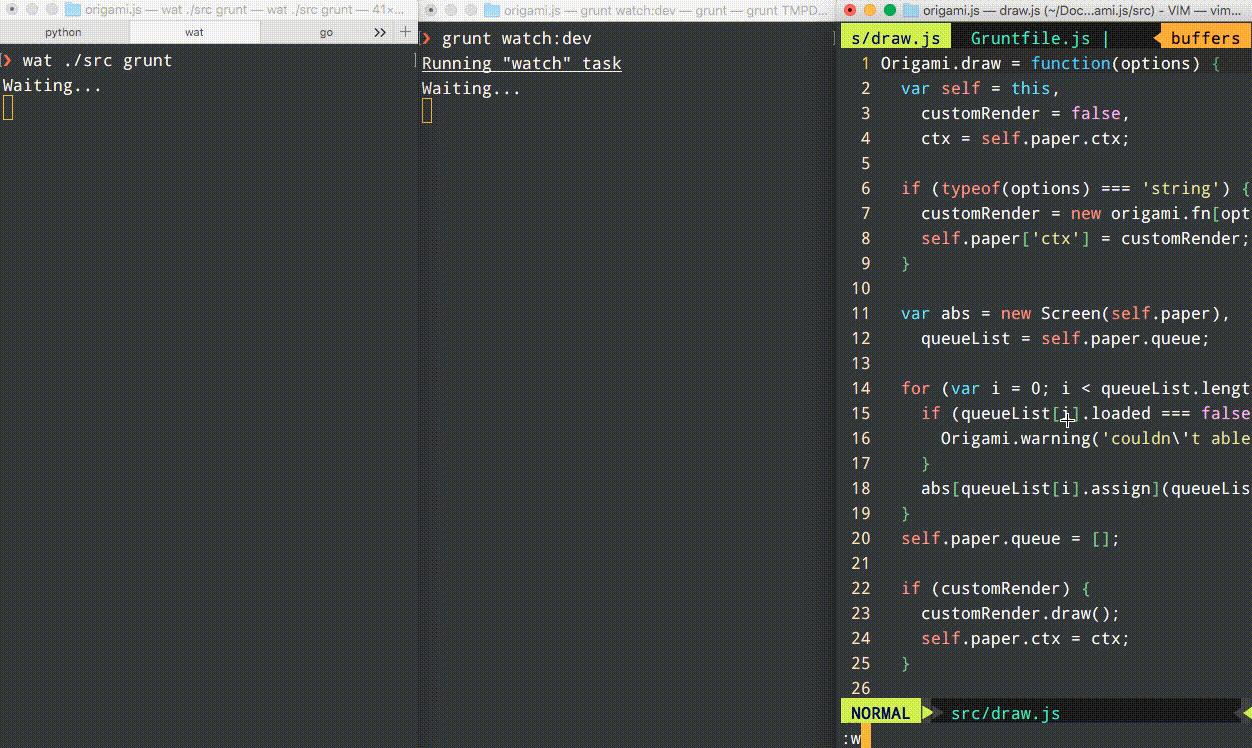 origami.js — wat ./src grunt — wat ./src grunt — 41×...
python wat go >> +
❯ wat ./src grunt
Waiting...
origami.js — grunt watch:dev — grunt — grunt TMPD...
❯ grunt watch:dev
Running "watch" task
Waiting...
origami.js — draw.js (~/Doc...ami.js/src) - VIM — vim...
s/draw.js Gruntfile.js | buffers
1 Origami.draw = function(options) {
2 var self = this,
3 customRender = false,
4 ctx = self.paper.ctx;
5
6 if (typeof(options) === 'string') {
7 customRender = new origami.fn[opt
8 self.paper['ctx'] = customRender;
9 }
10
11 var abs = new Screen(self.paper),
12 queueList = self.paper.queue;
13
14 for (var i = 0; i < queueList.lengt
15 if (queueList[i].loaded === false
16 Origami.warning('couldn\'t able
17 }
18 abs[queueList[i].assign](queueLis
19 }
20 self.paper.queue = [];
21
22 if (customRender) {
23 customRender.draw();
24 self.paper.ctx = ctx;
25 }
26
NORMAL src/draw.js
:w